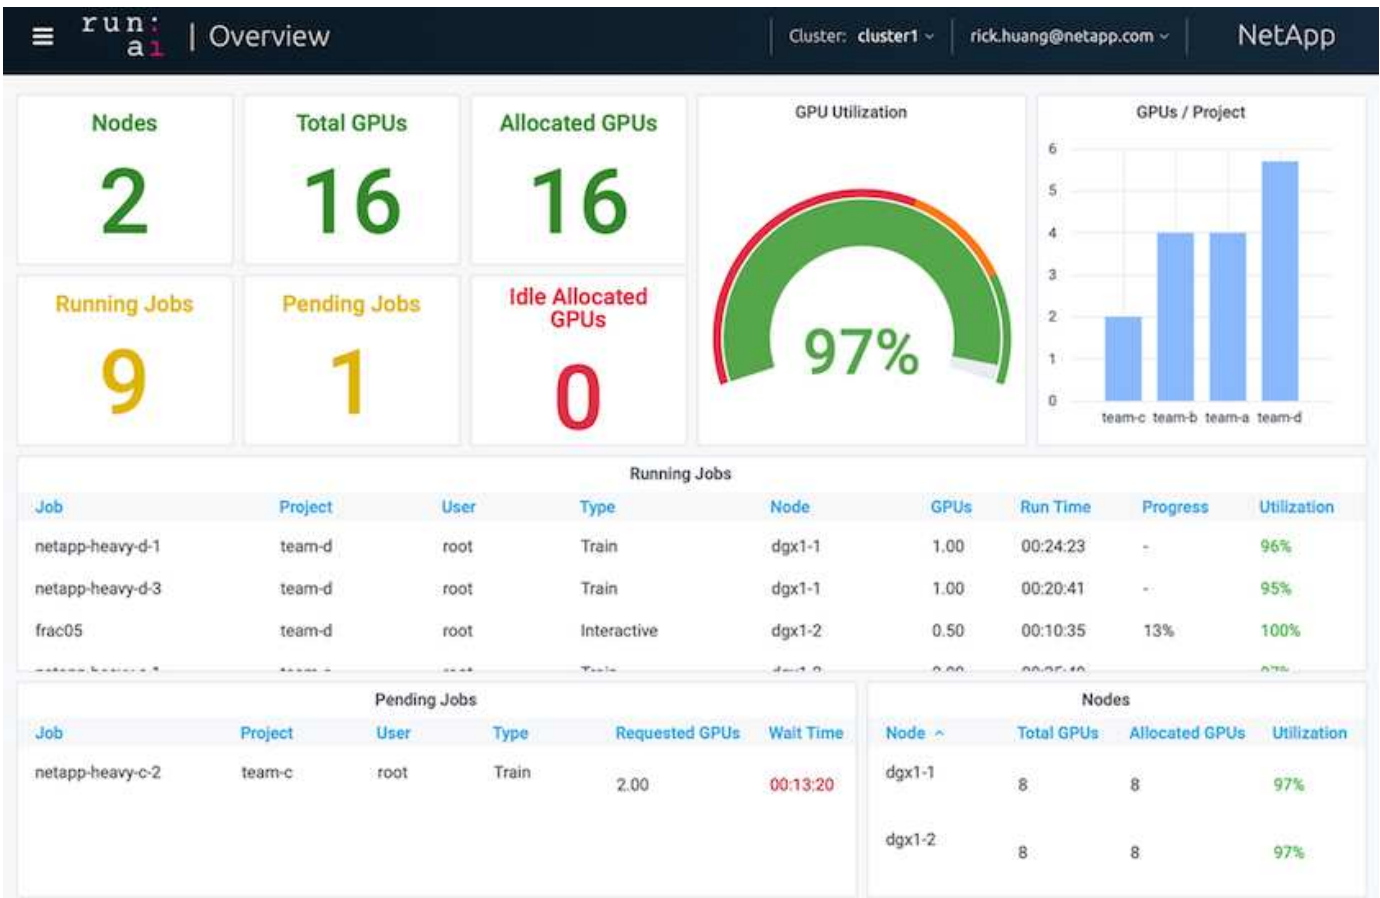 run: ai | Overview Cluster: cluster1 rick.huang@netapp.com NetApp
Nodes
2
Total GPUs
16
Allocated GPUs
16
Running Jobs
9
Pending Jobs
1
Idle Allocated
GPUs
0
GPU Utilization
97%
GPUs / Project
6
5
4
3
2
1
0
team-c team-b team-a team-d
Running Jobs
Job Project User Type Node GPUs Run Time Progress Utilization
netapp-heavy-d-1 team-d root Train dgx1-1 1.00 00:24:23 - 96%
netapp-heavy-d-3 team-d root Train dgx1-1 1.00 00:20:41 - 95%
frac05 team-d root Interactive dgx1-2 0.50 00:10:35 13% 100%
Pending Jobs
Job Project User Type Requested GPUs Wait Time
netapp-heavy-c-2 team-c root Train 2.00 00:13:20
Nodes
Node Total GPUs Allocated GPUs Utilization
dgx1-1 8 8 97%
dgx1-2 8 8 97%